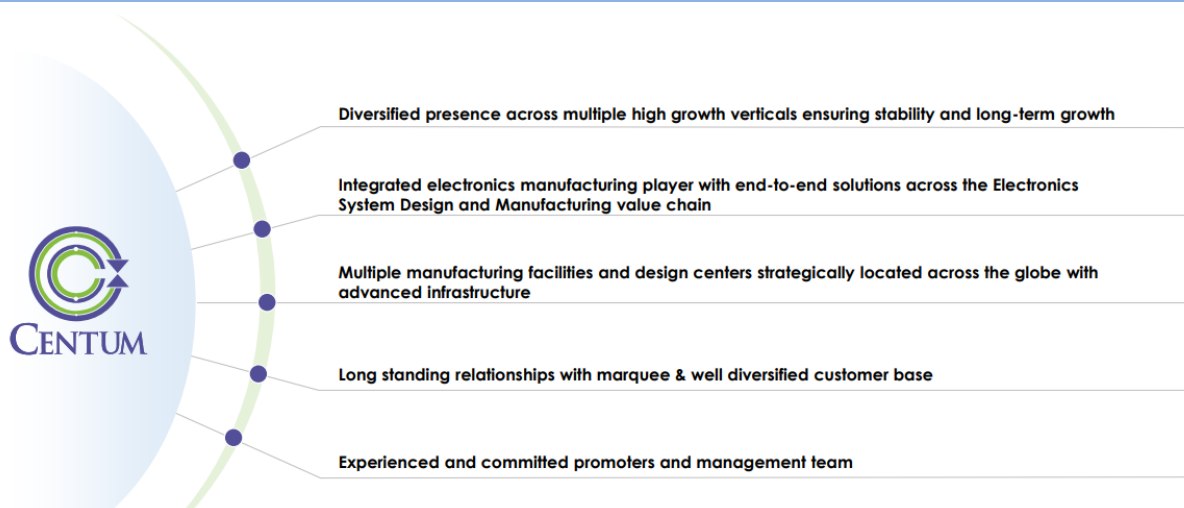 Diversified presence across multiple high growth verticals ensuring stability and long-term growth
Integrated electronics manufacturing player with end-to-end solutions across the Electronics
System Design and Manufacturing value chain
Multiple manufacturing facilities and design centers strategically located across the globe with
advanced infrastructure
CENTUM
Long standing relationships with marquee & well diversified customer base
Experienced and committed promoters and management team